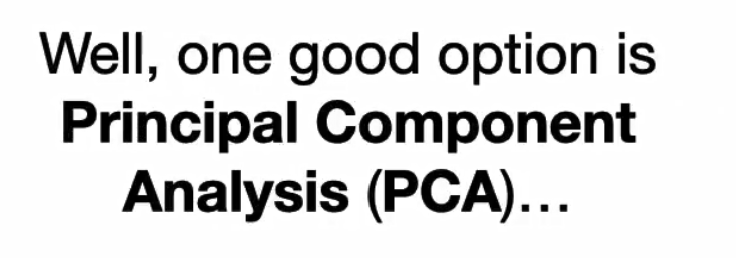 Well, one good option is
Principal Component
Analysis (PCA)...